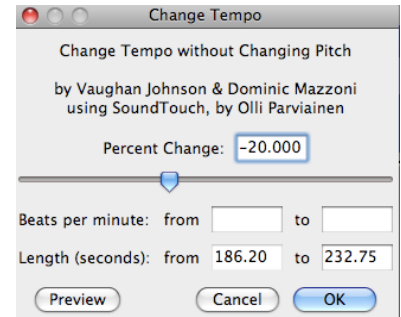 Change Tempo
Change Tempo without Changing Pitch
by Vaughan Johnson & Dominic Mazzoni
using SoundTouch, by Olli Parviainen
Percent Change: -20.000
Beats per minute: from to
Length (seconds): from 186.20 to 232.75
Preview Cancel OK